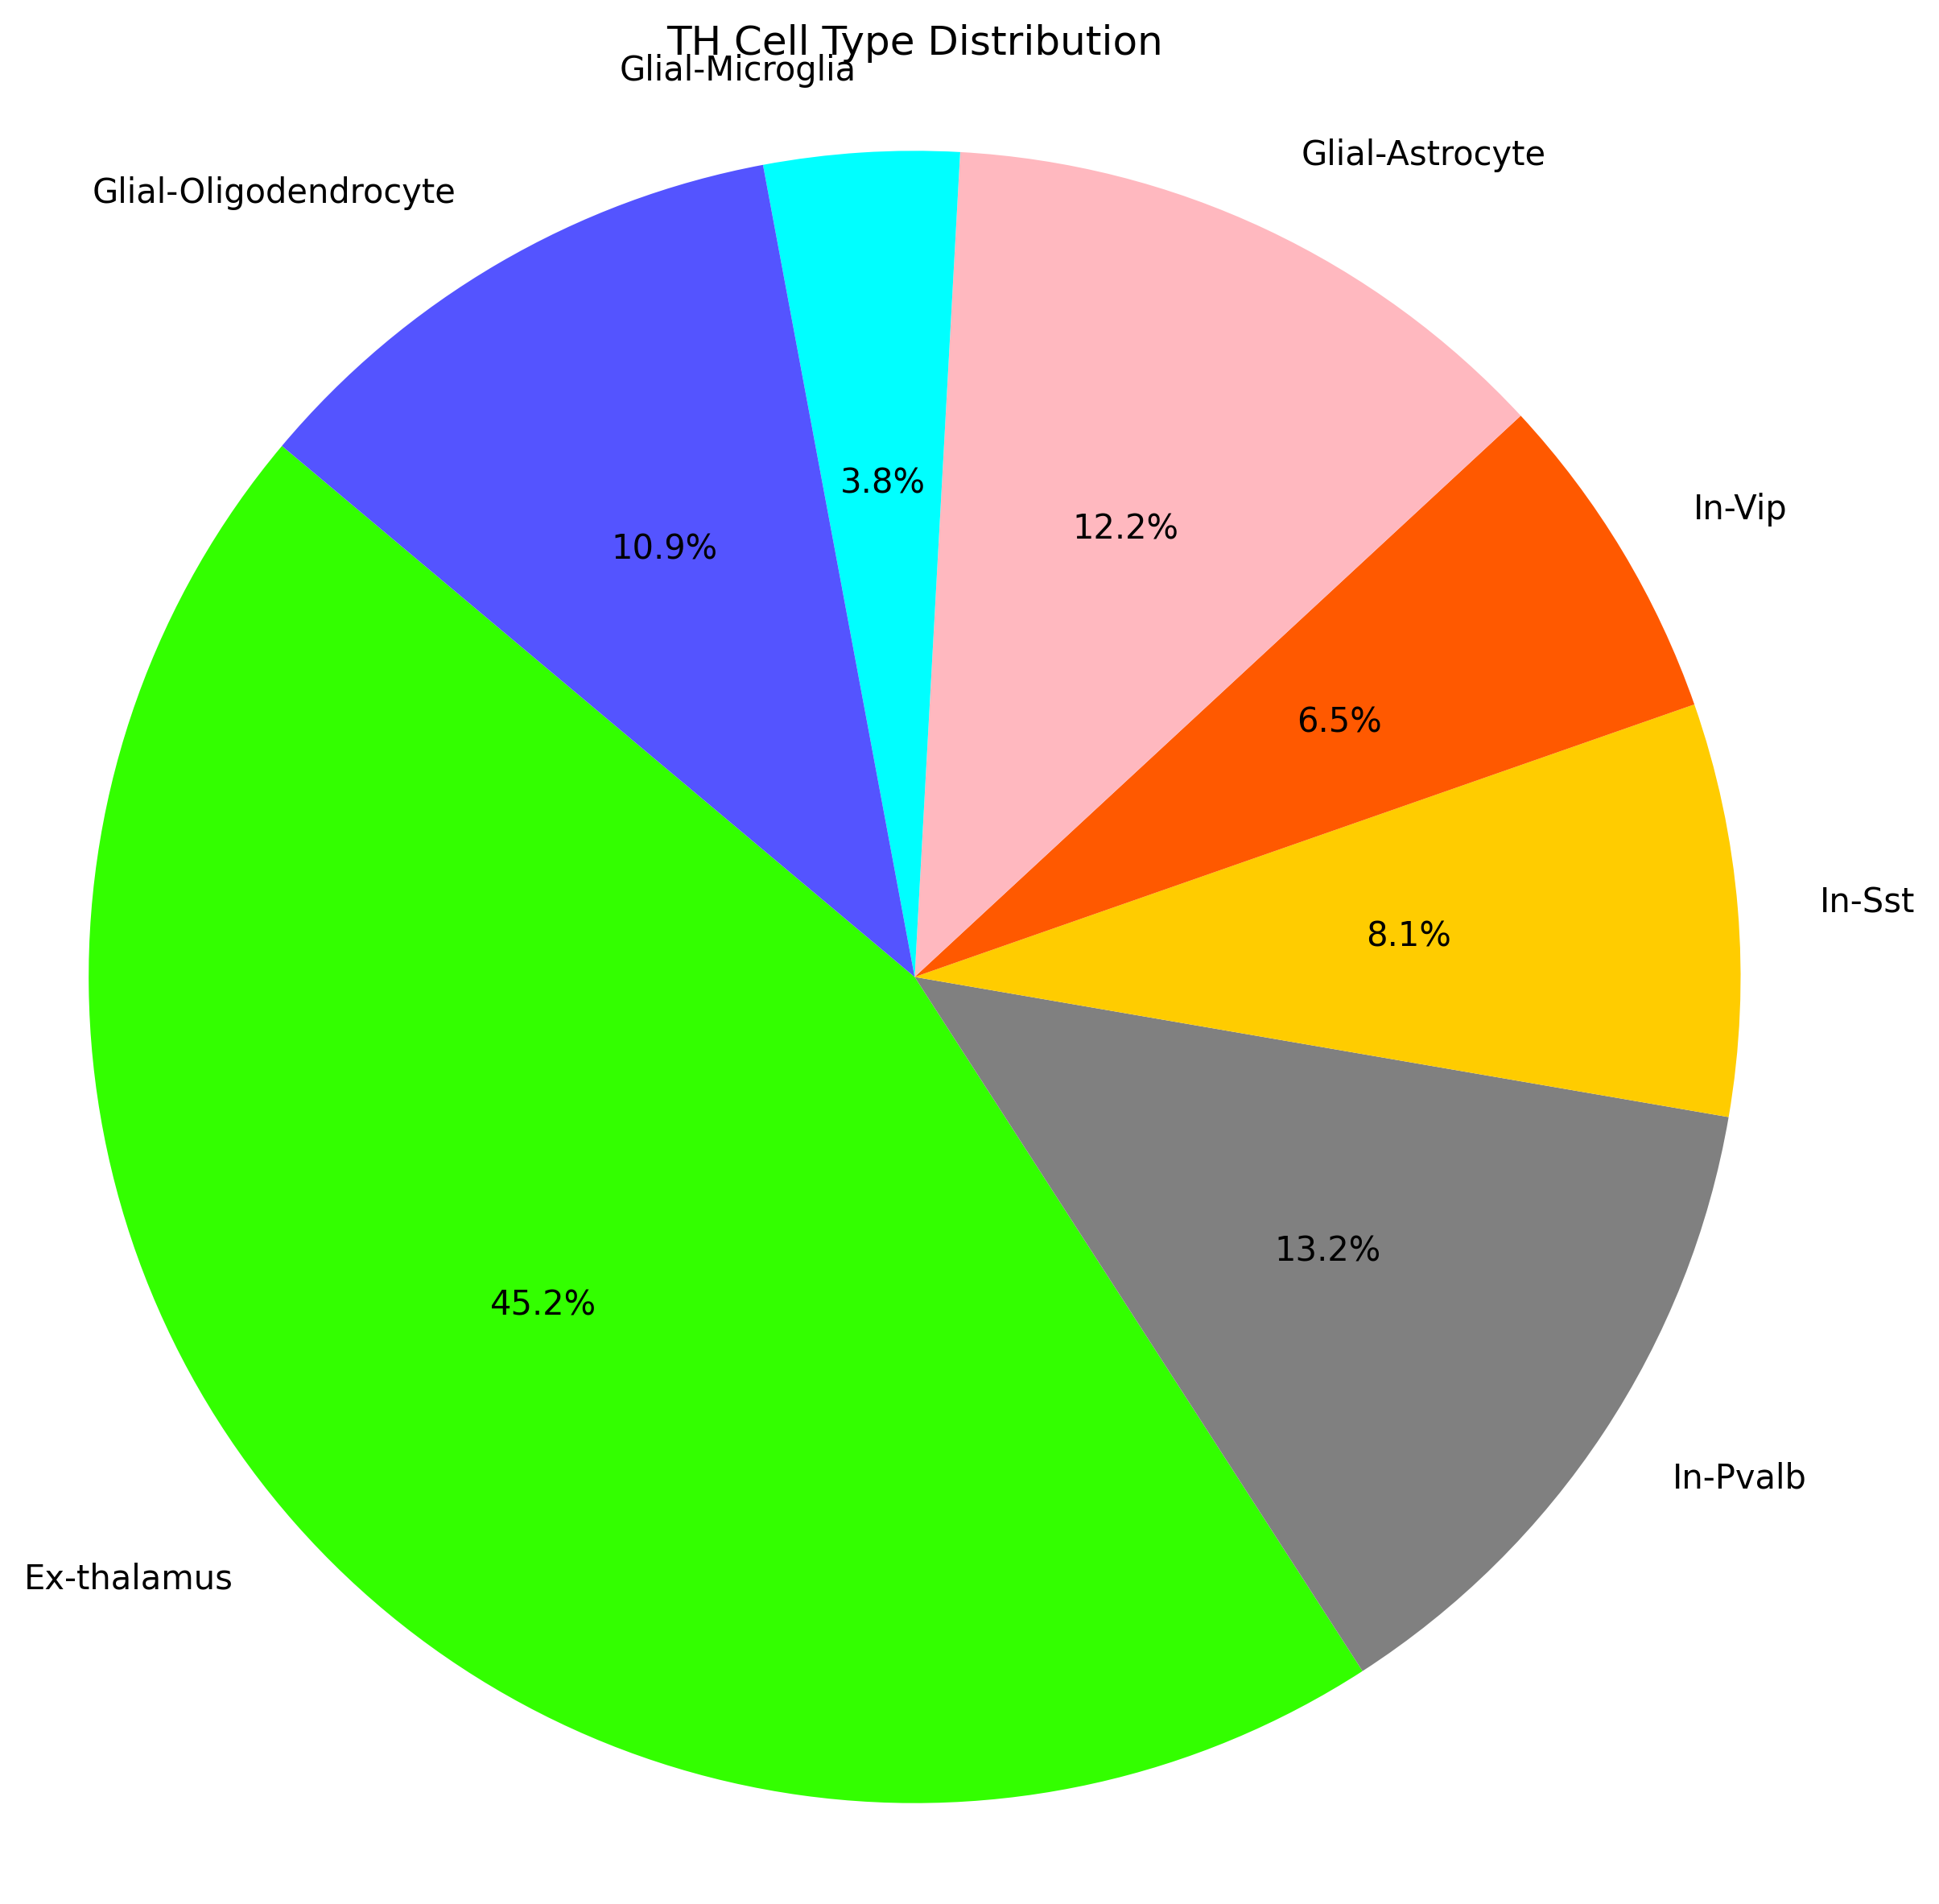 TH Cell Type Distribution
Glial-Microglia
Glial-Astrocyte
Glial-Oligodendrocyte
3.8%
In-Vip
12.2%
10.9%
6.5%
In-Sst
8.1%
13.2%
45.2%
In-Pvalb
Ex-thalamus